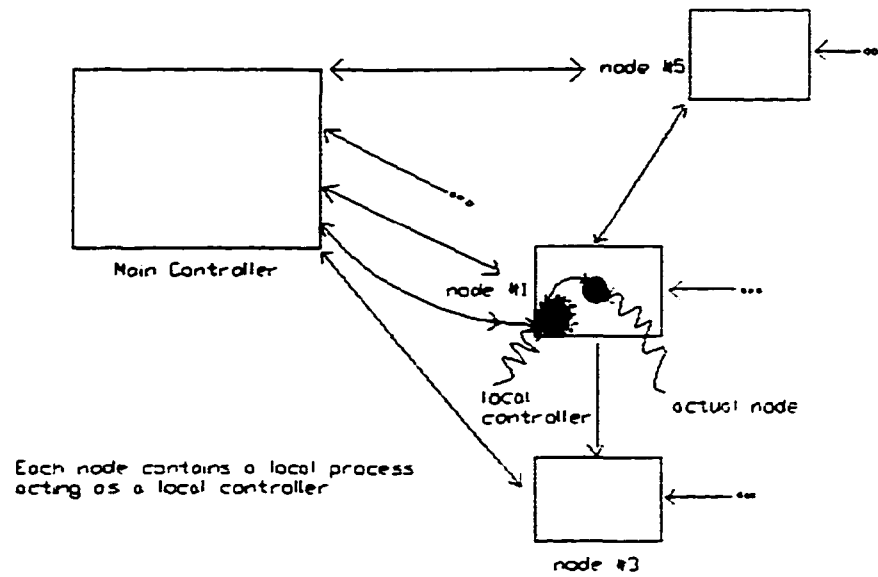 node #5
...
...
Main Controller
node #1
...
local
controller
actual node
Each node contains a local process
acting as a local controller
...
node #3